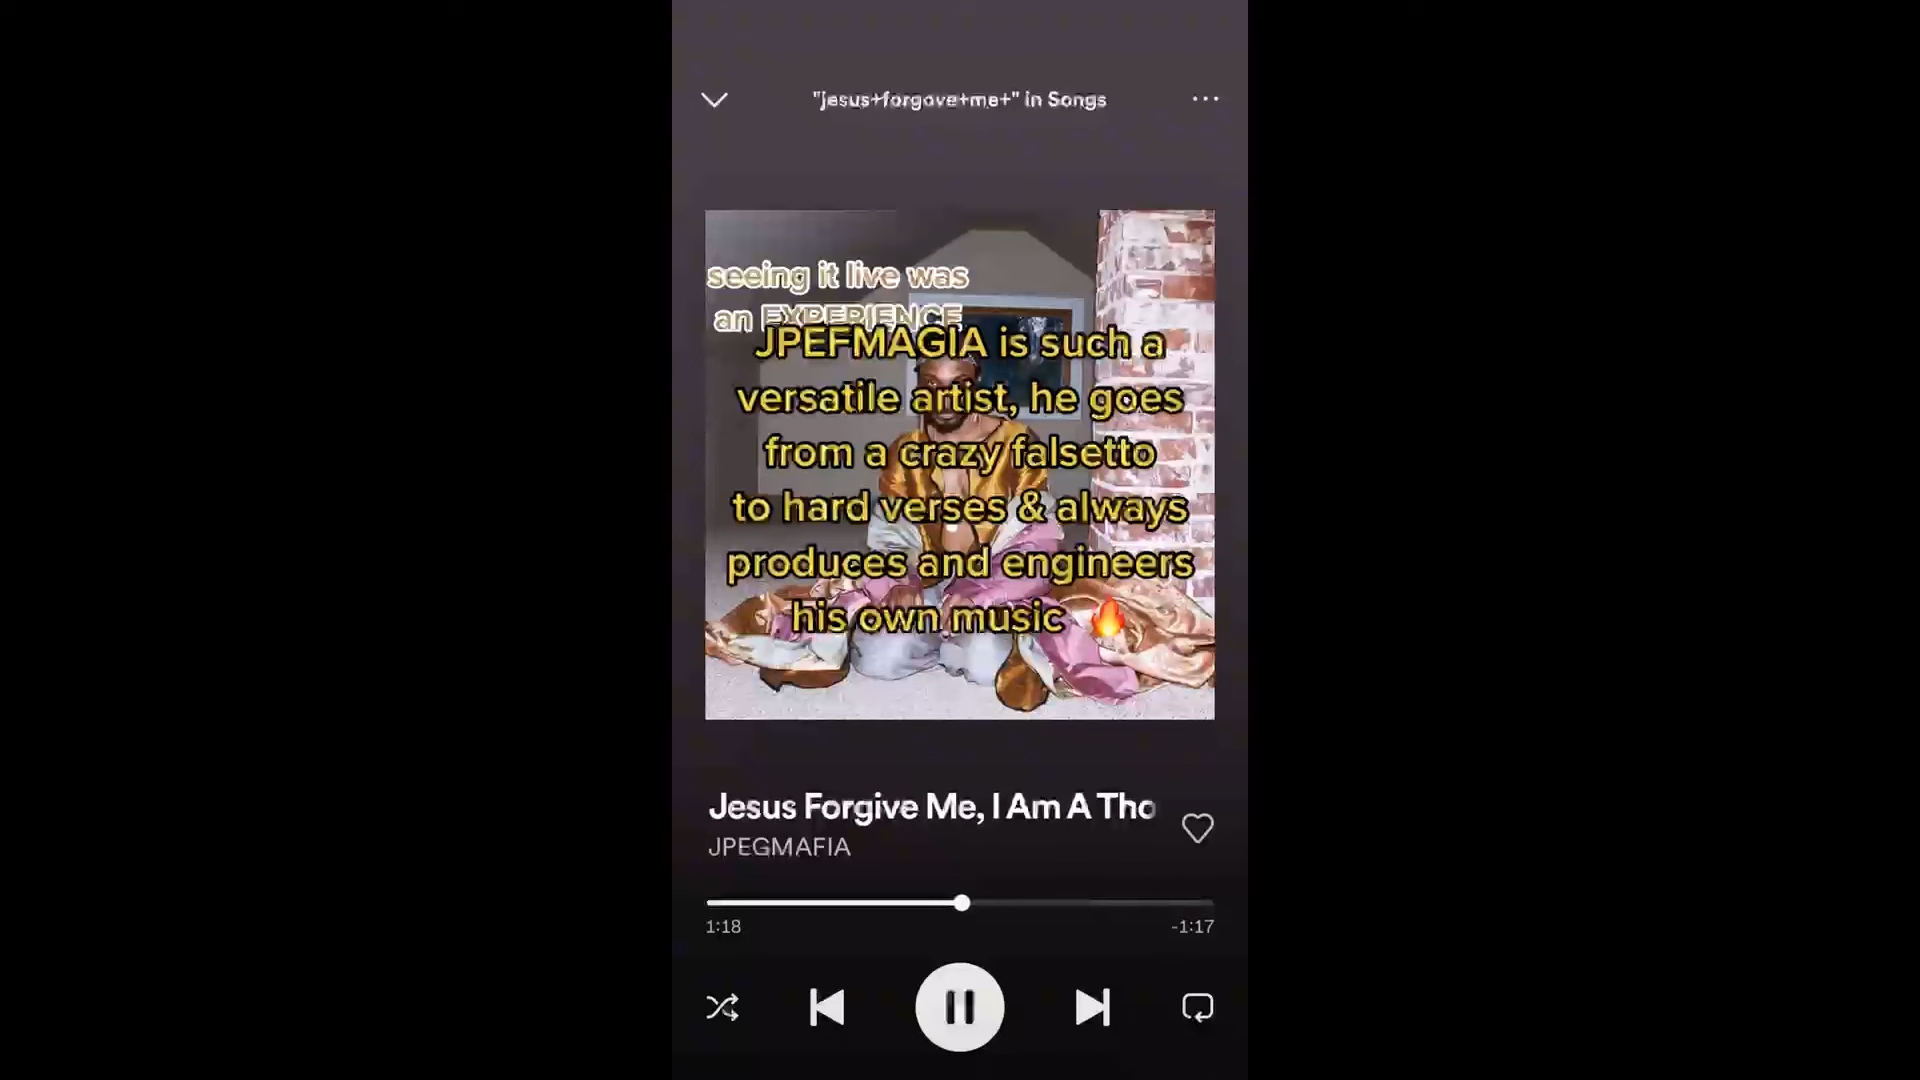 "jesus+forgave+me+" in Songs
seeing it live was
an EXPERIENCE
JPEFMAGIA is such a
versatile artist, he goes
from a crazy falsetto
to hard verses & always
produces and engineers
his own music 🔥
Jesus Forgive Me, I Am A Tho
JPEGMAFIA
1:18
-1:17